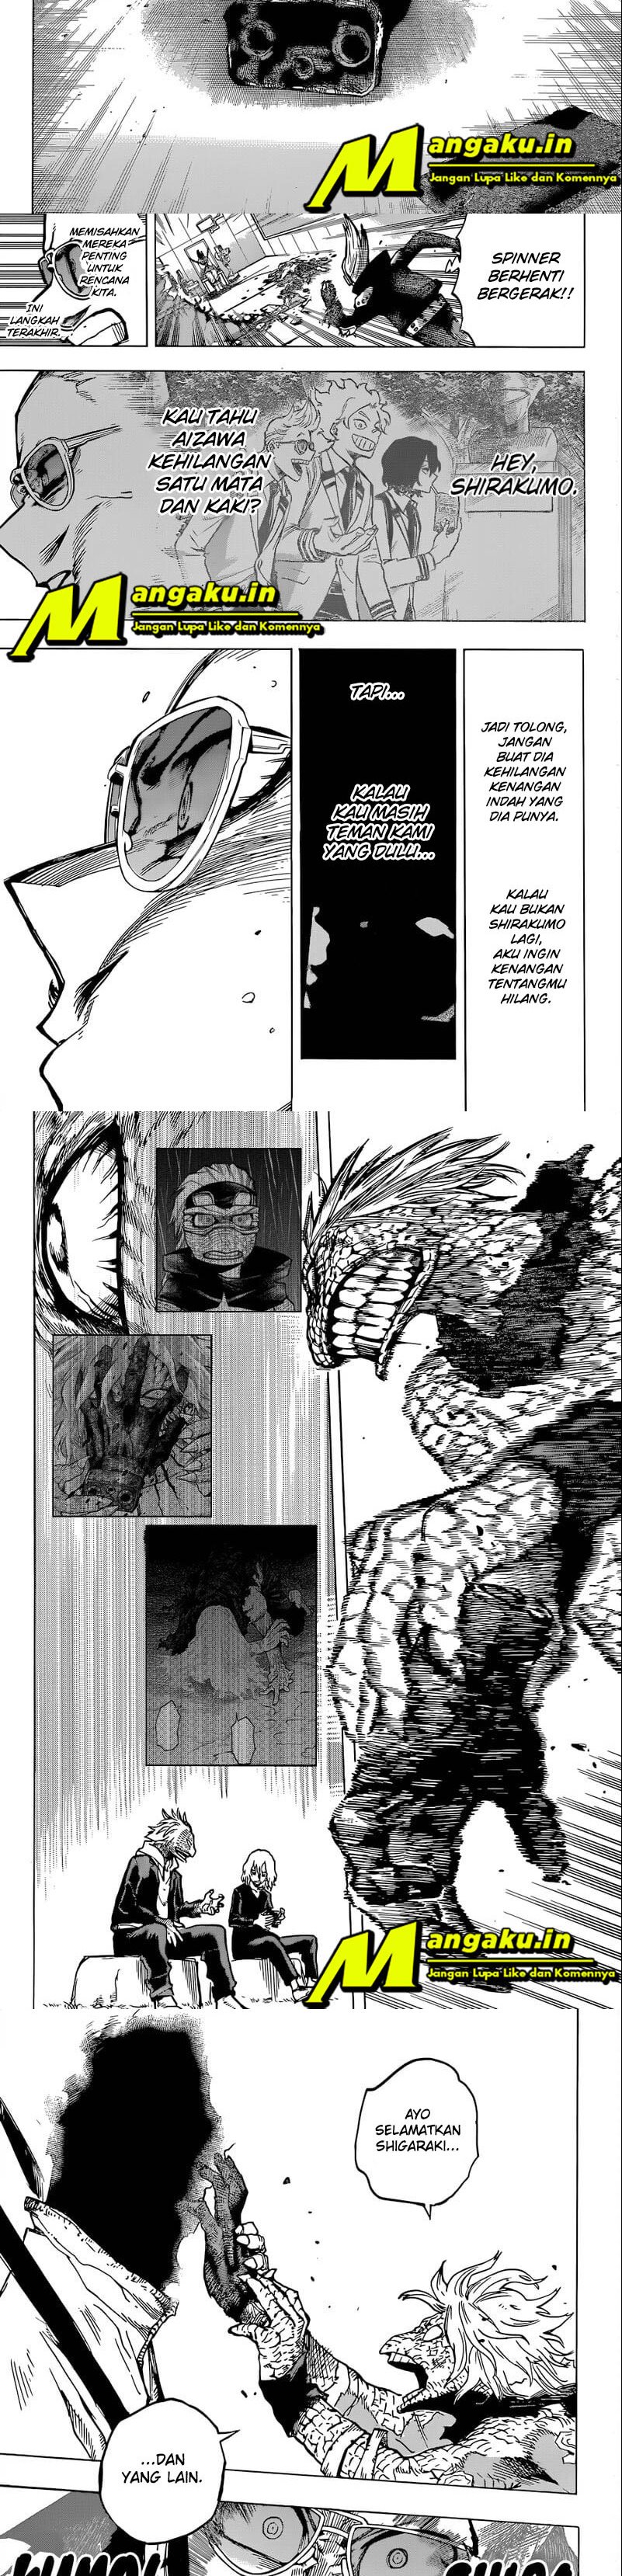 Mangaku.in
Jangan Lupa Like dan Komennya
SPINNER
BERHENTI
BERGERAK!!
MEMISAHKAN
MEREKA
PENTING
UNTUK
RENCANA
KITA.
INI
LANGKAH
TERAKHIR.
HEY,
SHIRAKUMO.
KAU TAHU
AIZAWA
KEHILANGAN
SATU MATA
DAN KAKI?
Mangaku.in
Jangan Lupa Like dan Komennya
JADI TOLONG,
JANGAN
BUAT DIA
KEHILANGAN
KENANGAN
INDAH YANG
DIA PUNYA.
KALAU
KAU BUKAN
SHIRAKUMO
LAGI,
AKU INGIN
KENANGAN
TENTANGMU
HILANG.
TAPI...
KALAU
KAU MASIH
TEMAN KAMI
YANG DULU...
Mangaku.in
Jangan Lupa Like dan Komennya
AYO
SELAMATKAN
SHIGARAKI...
...DAN
YANG LAIN.